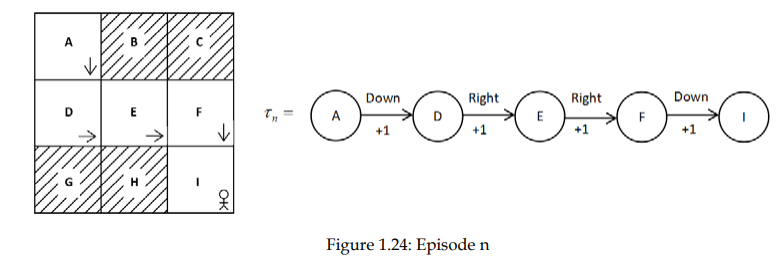 A B C
D E F
G H I
τn = A Down +1 D Right +1 E Right +1 F Down +1 I
Figure 1.24: Episode n